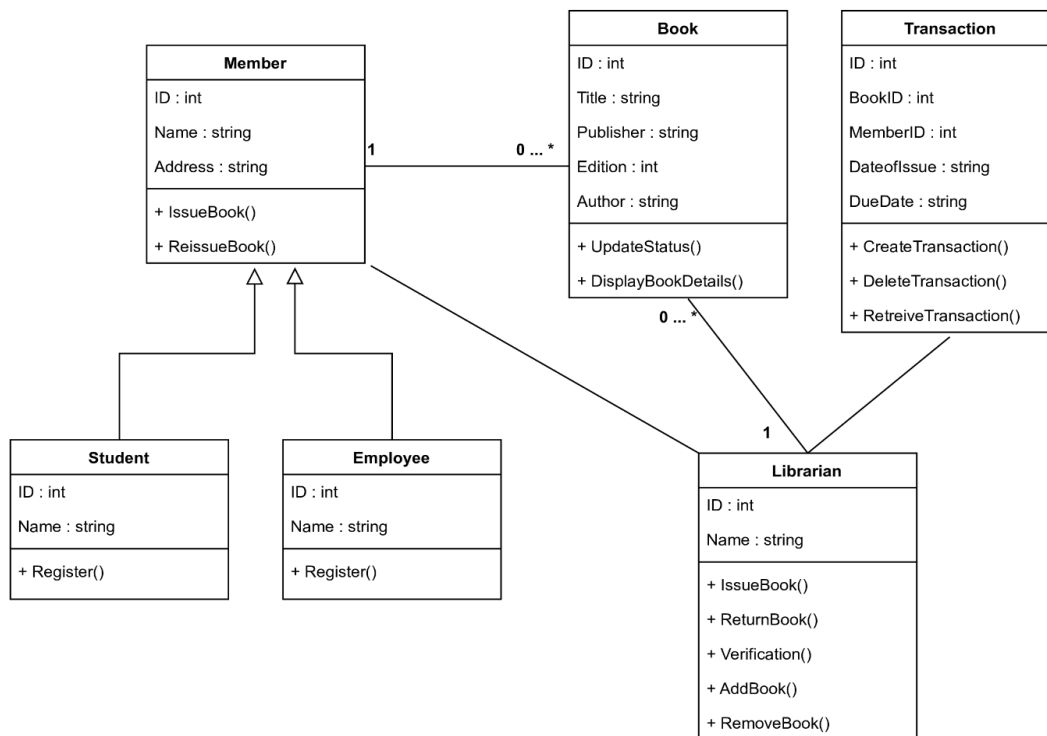 Member
ID : int
Name : string
Address : string
+ IssueBook()
+ ReissueBook()
1
0 ... *
Book
ID : int
Title : string
Publisher : string
Edition : int
Author : string
+ UpdateStatus()
+ DisplayBookDetails()
Transaction
ID : int
BookID : int
MemberID : int
DateofIssue : string
DueDate : string
+ CreateTransaction()
+ DeleteTransaction()
+ RetreiveTransaction()
0 ... *
1
Student
ID : int
Name : string
+ Register()
Employee
ID : int
Name : string
+ Register()
Librarian
ID : int
Name : string
+ IssueBook()
+ ReturnBook()
+ Verification()
+ AddBook()
+ RemoveBook()